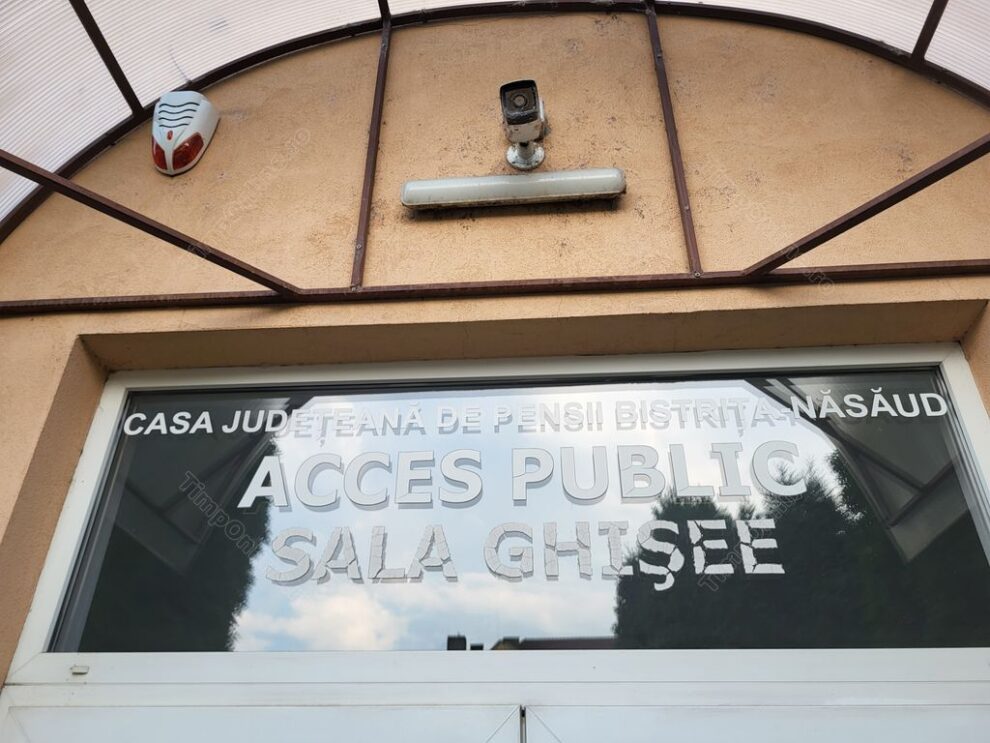 CASA JUDEȚEANĂ DE PENSII BISTRIȚA-NĂSĂUD
ACCES PUBLIC
SALA GHIȘEE